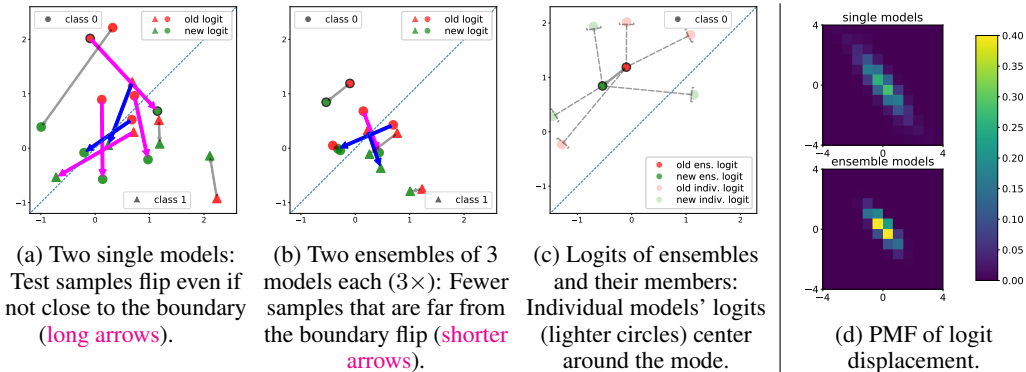 class 0
old logit
new logit
class 1
2
1
0
−1
−1
0
1
2
class 0
old logit
new logit
class 1
2
1
0
−1
−1
0
1
2
class 0
old ens. logit
new ens. logit
old indiv. logit
new indiv. logit
2
1
0
−1
−1
0
1
2
single models
4
0
−4
−4
0
4
ensemble models
4
0
−4
−4
0
4
0.40
0.35
0.30
0.25
0.20
0.15
0.10
0.05
0.00
(a) Two single models:
Test samples flip even if
not close to the boundary
(long arrows).
(b) Two ensembles of 3
models each (3×): Fewer
samples that are far from
the boundary flip (shorter
arrows).
(c) Logits of ensembles
and their members:
Individual models’ logits
(lighter circles) center
around the mode.
(d) PMF of logit
displacement.